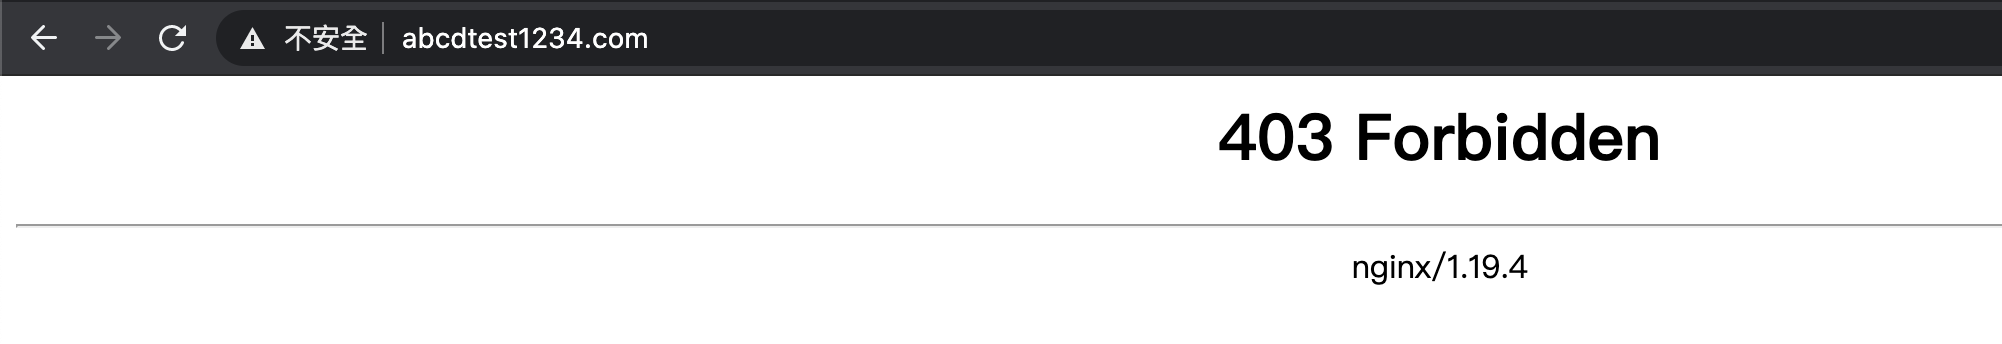 不安全 abcdtest1234.com
403 Forbidden
nginx/1.19.4